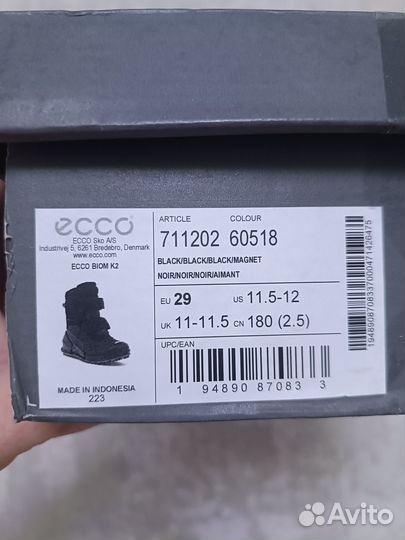 ecco
ECCO Sko A/S
Industrivej 5, 6261 Bredebro, Denmark
www.ecco.com
ECCO BIOM K2
MADE IN INDONESIA
223
ARTICLE COLOUR
711202 60518
BLACK/BLACK/BLACK/MAGNET
NOIR/NOIR/NOIR/AIMANT
EU 29 US 11.5-12
UK 11-11.5 CN 180 (2.5)
UPC/EAN
1 94890 87083 3
19489087083370004714264​75
Avito